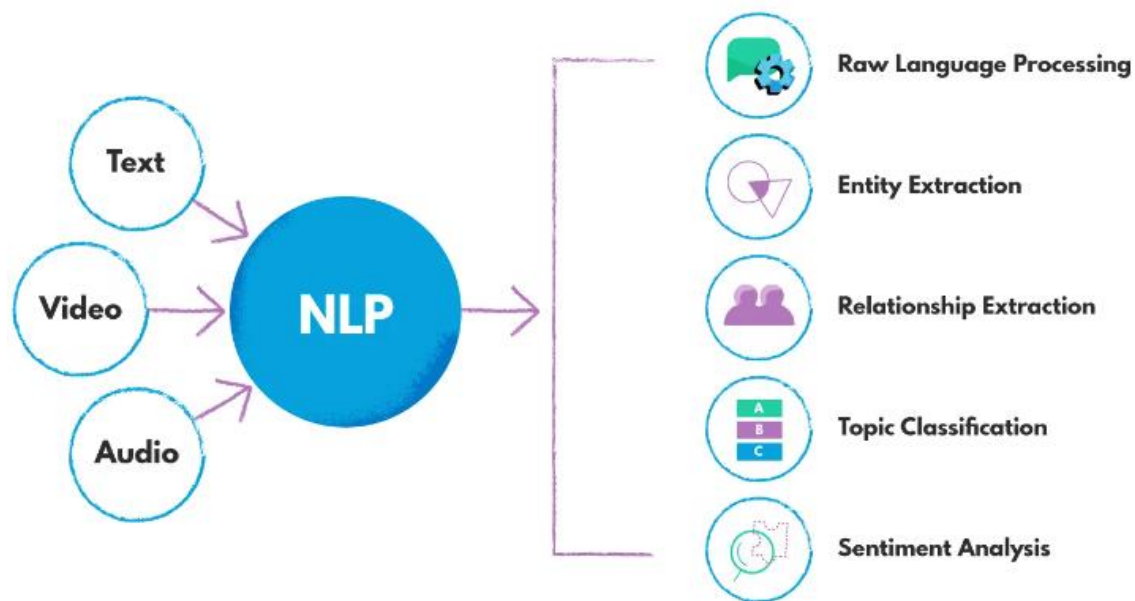 Text
Video
Audio
NLP
Raw Language Processing
Entity Extraction
Relationship Extraction
A
B
C
Topic Classification
Sentiment Analysis